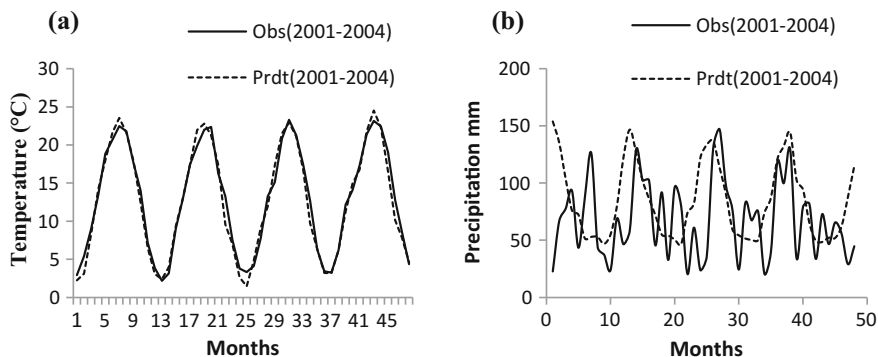 (a)
Obs(2001-2004)
Prdt(2001-2004)
30
25
20
15
10
5
0
Temperature (°C)
1 5 9 13 17 21 25 29 33 37 41 45
Months
(b)
Obs(2001-2004)
Prdt(2001-2004)
200
150
100
50
0
Precipitation mm
0 10 20 30 40 50
Months